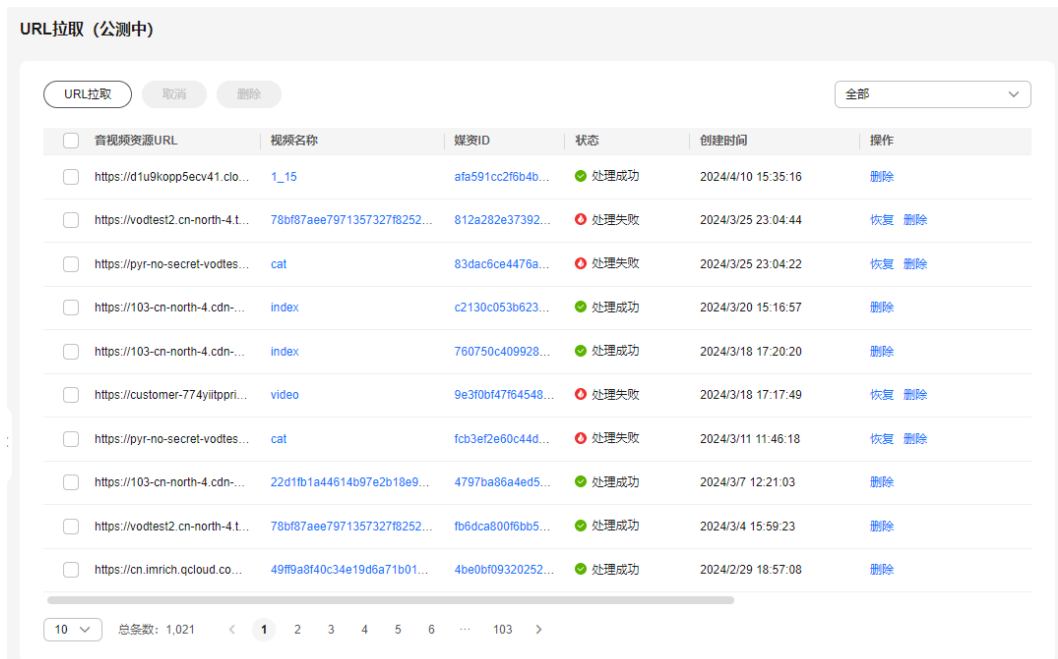 URL拉取（公测中）
URL拉取 取消 删除 全部
音视频资源URL 视频名称 媒资ID 状态 创建时间 操作
https://d1u9kopp5ecv41.clo... 1_15 afa591cc2f6b4b... 处理成功 2024/4/10 15:35:16 删除
https://vodtest2.cn-north-4.t... 78bf87aee7971357327f8252... 812a282e37392... 处理失败 2024/3/25 23:04:44 恢复 删除
https://pyr-no-secret-vodtes... cat 83dac6ce4476a... 处理失败 2024/3/25 23:04:22 恢复 删除
https://103-cn-north-4.cdn-... index c2130c053b623... 处理成功 2024/3/20 15:16:57 删除
https://103-cn-north-4.cdn-... index 760750c409928... 处理成功 2024/3/18 17:20:20 删除
https://customer-774yiitppri... video 9e3f0bf47f64548... 处理失败 2024/3/18 17:17:49 恢复 删除
https://pyr-no-secret-vodtes... cat fcb3ef2e60c44d... 处理失败 2024/3/11 11:46:18 恢复 删除
https://103-cn-north-4.cdn-... 22d1fb1a44614b97e2b18e9... 4797ba86a4ed5... 处理成功 2024/3/7 12:21:03 删除
https://vodtest2.cn-north-4.t... 78bf87aee7971357327f8252... fb6dca800f6bb5... 处理成功 2024/3/4 15:59:23 删除
https://cn.imrich.qcloud.co... 49ff9a8f40c34e19d6a71b01... 4be0bf09320252... 处理成功 2024/2/29 18:57:08 删除
10 总条数：1,021 < 1 2 3 4 5 6 ... 103 >